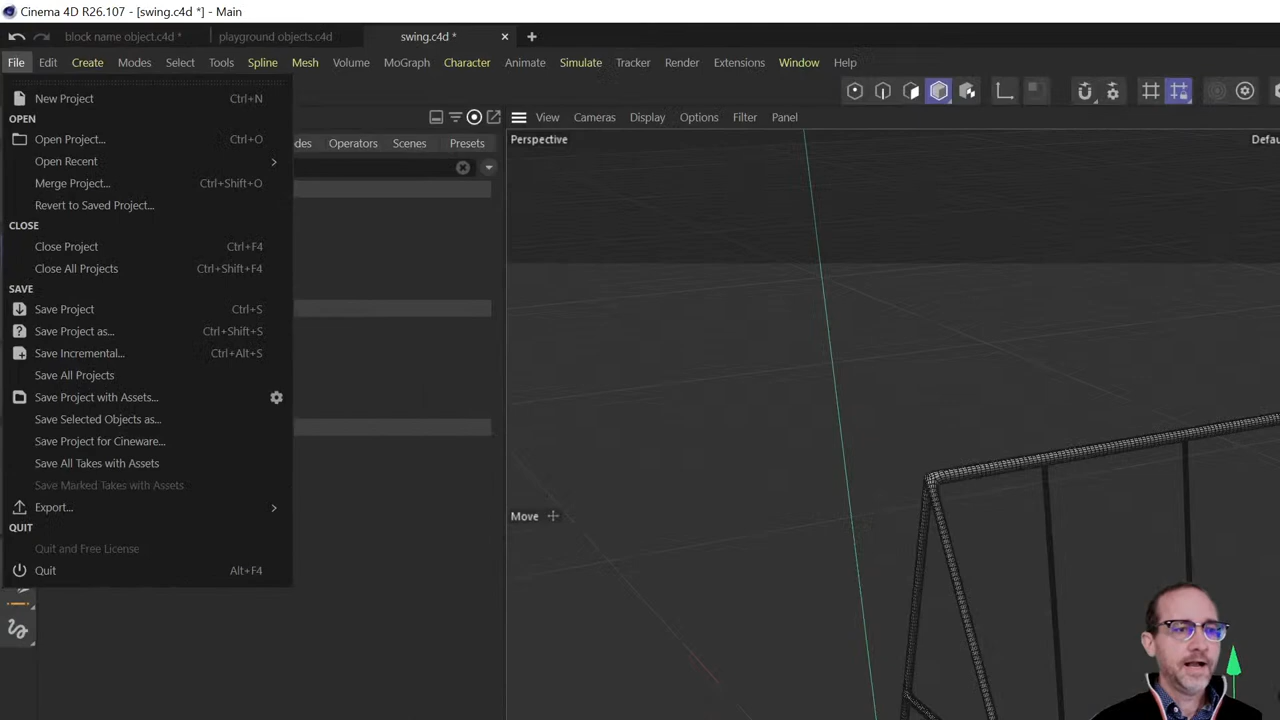 Cinema 4D R26.107 - [swing.c4d *] - Main
block name object.c4d * playground objects.c4d swing.c4d *
File Edit Create Modes Select Tools Spline Mesh Volume MoGraph Character Animate Simulate Tracker Render Extensions Window Help
New Project Ctrl+N
OPEN
Open Project... Ctrl+O
Open Recent
Merge Project... Ctrl+Shift+O
Revert to Saved Project...
CLOSE
Close Project Ctrl+F4
Close All Projects Ctrl+Shift+F4
SAVE
Save Project Ctrl+S
Save Project as... Ctrl+Shift+S
Save Incremental... Ctrl+Alt+S
Save All Projects
Save Project with Assets...
Save Selected Objects as...
Save Project for Cineware...
Save All Takes with Assets
Save Marked Takes with Assets
Export...
QUIT
Quit and Free License
Quit Alt+F4
des Operators Scenes Presets
View Cameras Display Options Filter Panel
Perspective
Defau
Move